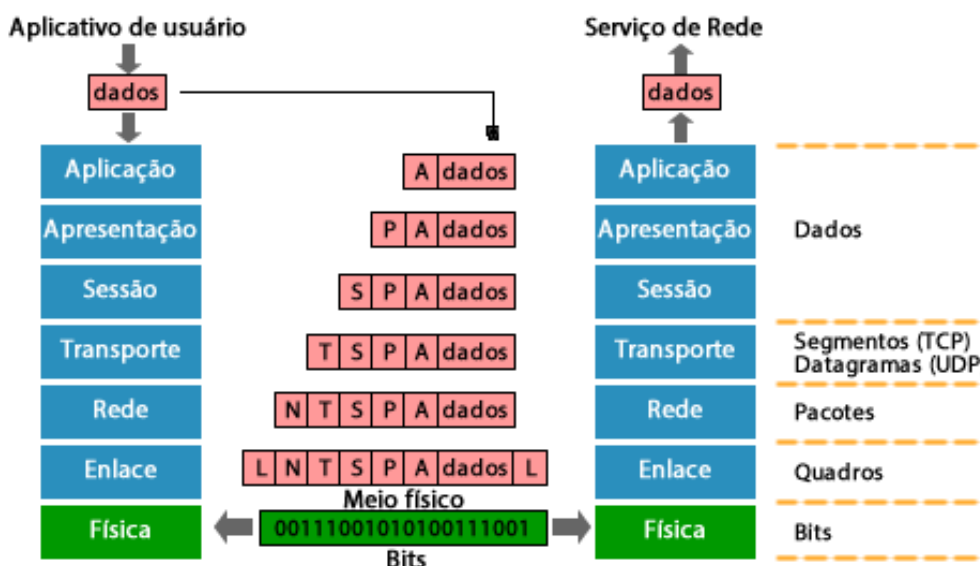 Aplicativo de usuário
Serviço de Rede
dados
dados
Aplicação
A dados
Aplicação
Apresentação
P A dados
Apresentação
Dados
Sessão
S P A dados
Sessão
Transporte
T S P A dados
Transporte
Segmentos (TCP)
Datagramas (UDP
Rede
N T S P A dados
Rede
Pacotes
Enlace
L N T S P A dados L
Enlace
Quadros
Meio físico
Física
00111001010100111001
Física
Bits
Bits